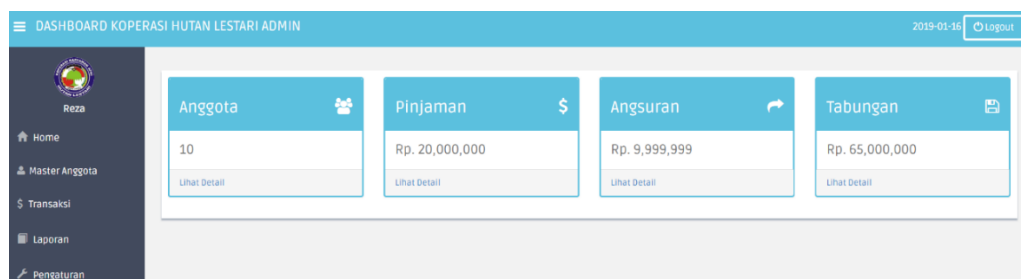 DASHBOARD KOPERASI HUTAN LESTARI ADMIN
2019-01-16 Logout
Reza
Home
Master Anggota
$ Transaksi
Laporan
Pengaturan
Anggota
10
Lihat Detail
Pinjaman $
Rp. 20,000,000
Lihat Detail
Angsuran
Rp. 9,999,999
Lihat Detail
Tabungan
Rp. 65,000,000
Lihat Detail